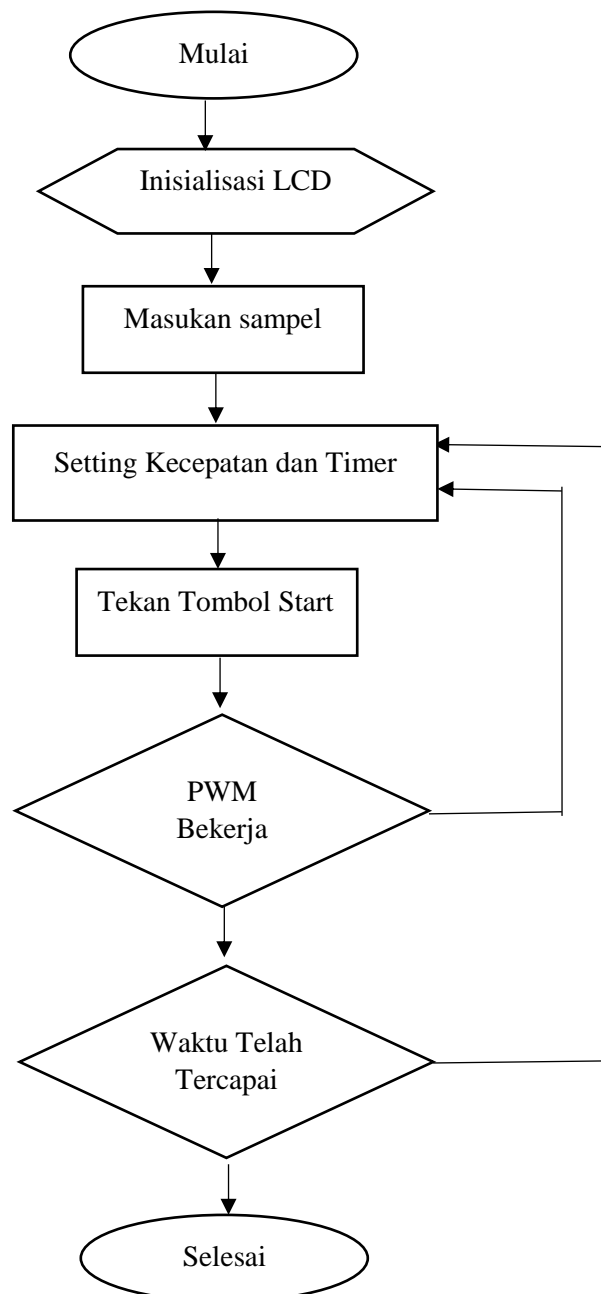 Mulai
Inisialisasi LCD
Masukan sampel
Setting Kecepatan dan Timer
Tekan Tombol Start
PWM
Bekerja
Waktu Telah
Tercapai
Selesai